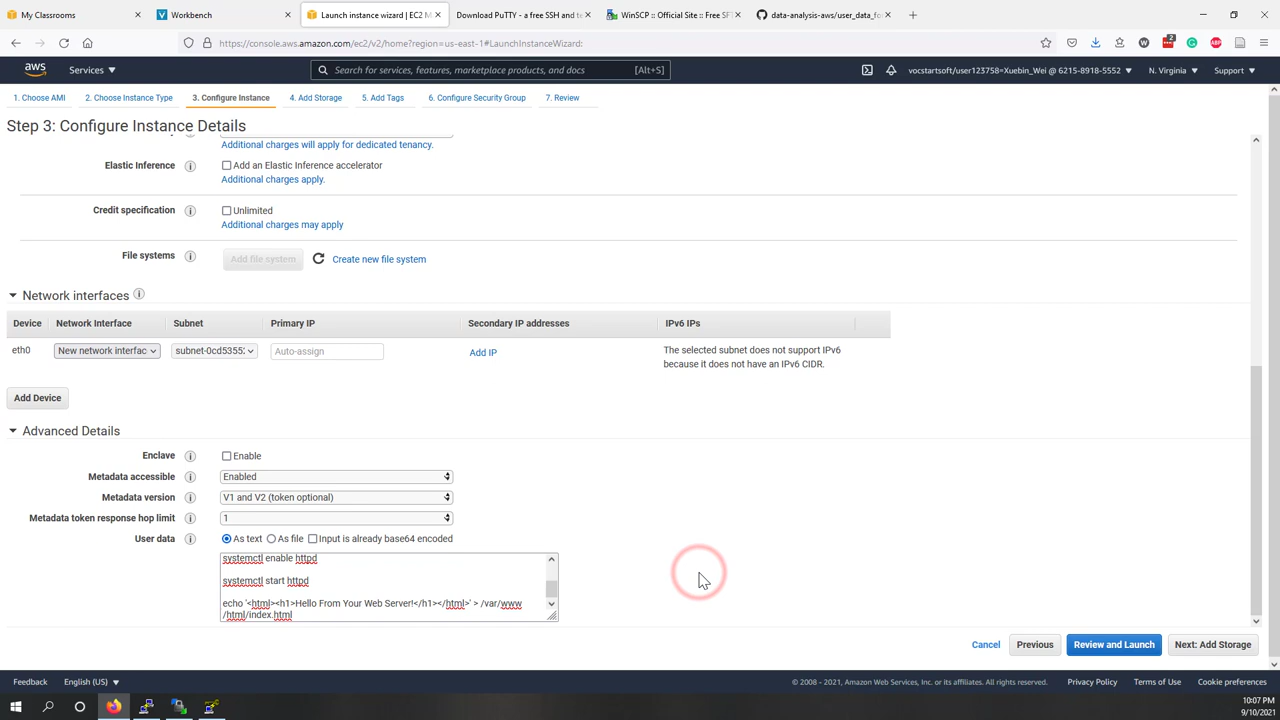 My Classrooms
Workbench
Launch instance wizard | EC2 M
Download PuTTY - a free SSH and te
WinSCP :: Official Site :: Free SF
data-analysis-aws/user_data_fo
https://console.aws.amazon.com/ec2/v2/home?region=us-east-1#LaunchInstanceWizard:
2
aws
Services
Search for services, features, marketplace products, and docs
[Alt+S]
vocstartsoft/user123758=Xuebin_Wei @ 6215-8918-5552
N. Virginia
Support
1. Choose AMI
2. Choose Instance Type
3. Configure Instance
4. Add Storage
5. Add Tags
6. Configure Security Group
7. Review
Step 3: Configure Instance Details
Additional charges will apply for dedicated tenancy.
Elastic Inference
Add an Elastic Inference accelerator
Additional charges apply.
Credit specification
Unlimited
Additional charges may apply
File systems
Add file system
Create new file system
Network interfaces
Device
Network Interface
Subnet
Primary IP
Secondary IP addresses
IPv6 IPs
eth0
New network interfac
subnet-0cd5355
Auto-assign
Add IP
The selected subnet does not support IPv6
because it does not have an IPv6 CIDR.
Add Device
Advanced Details
Enclave
Enable
Metadata accessible
Enabled
Metadata version
V1 and V2 (token optional)
Metadata token response hop limit
1
User data
As text
As file
Input is already base64 encoded
systemctl enable httpd
systemctl start httpd
echo '<html><h1>Hello From Your Web Server!</h1></html>' > /var/www
/html/index.html
Cancel
Previous
Review and Launch
Next: Add Storage
Feedback
English (US)
© 2008 - 2021, Amazon Web Services, Inc. or its affiliates. All rights reserved.
Privacy Policy
Terms of Use
Cookie preferences
10:07 PM
9/10/2021